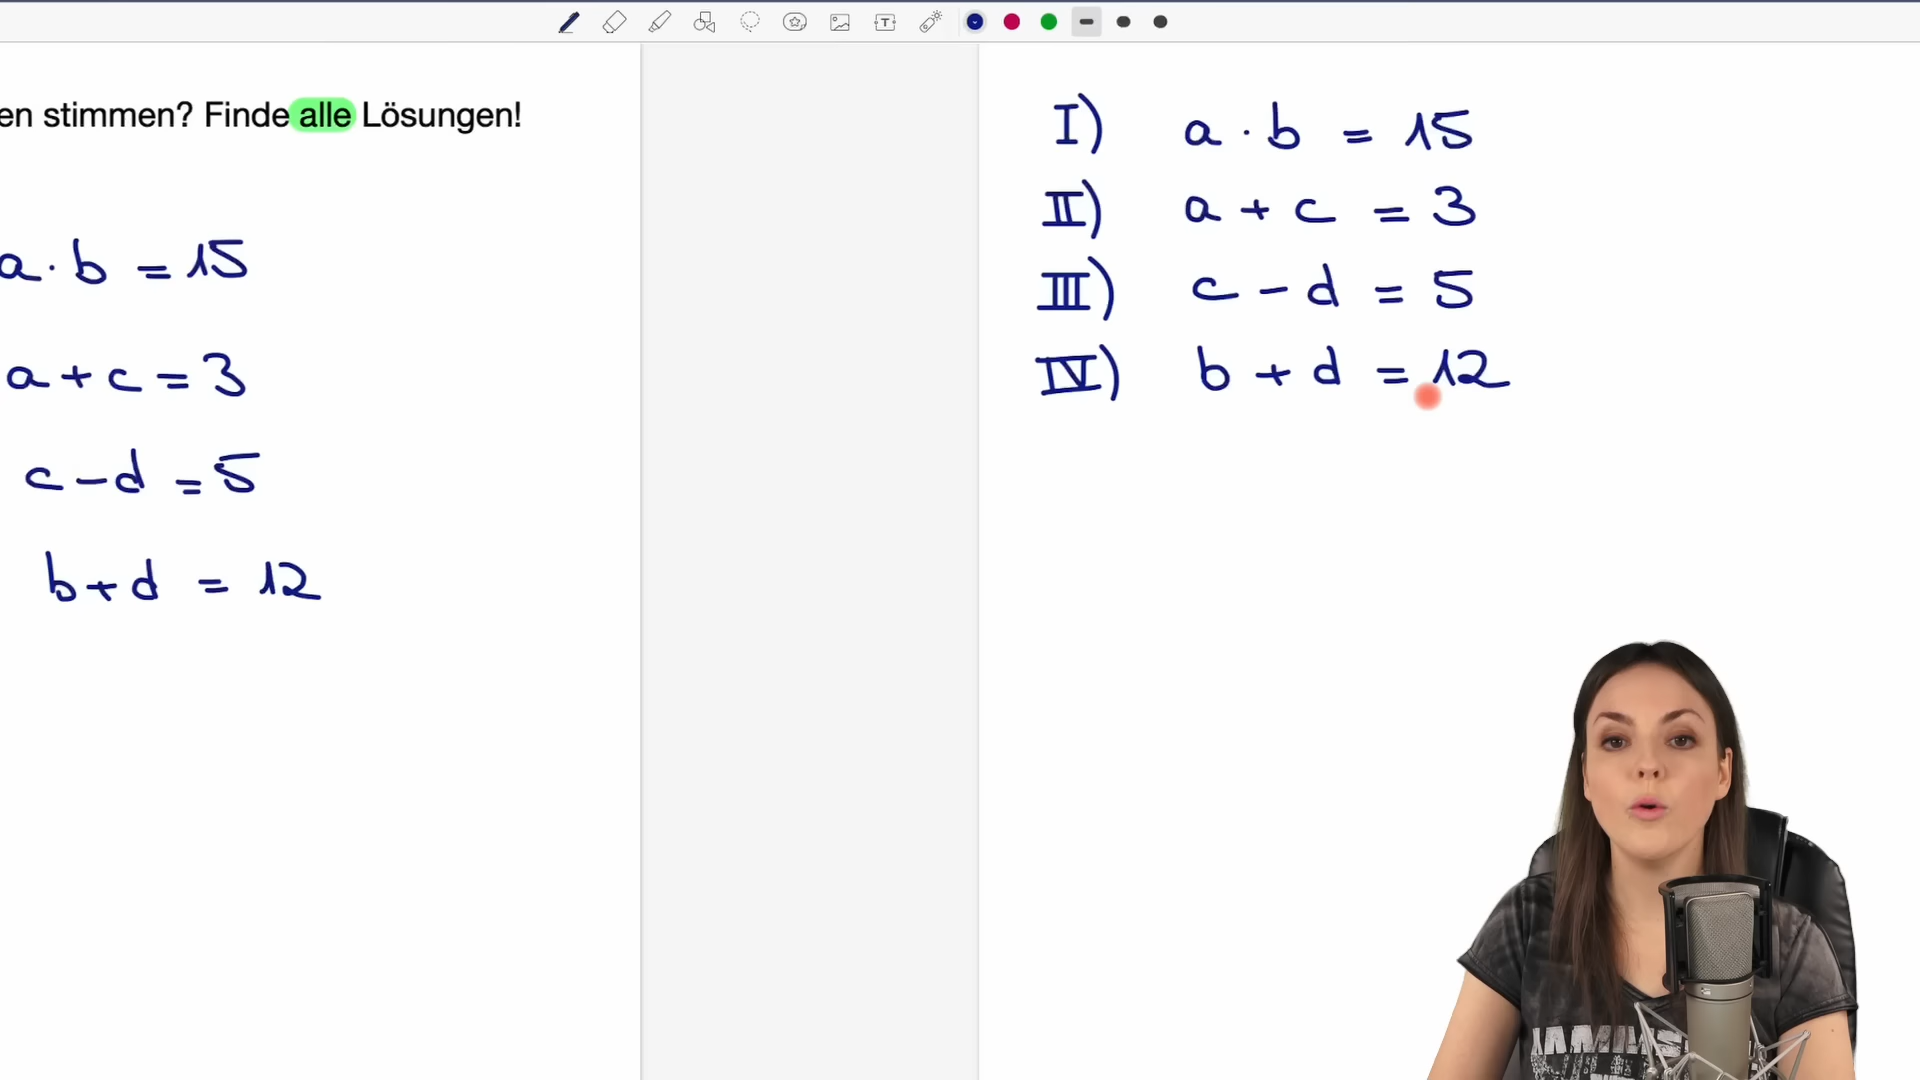 en stimmen? Finde alle Lösungen!
a · b = 15
a + c = 3
c - d = 5
b + d = 12
I) a · b = 15
II) a + c = 3
III) c - d = 5
IV) b + d = 12